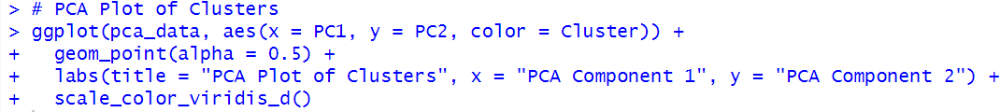 > # PCA Plot of Clusters
> ggplot(pca_data, aes(x = PC1, y = PC2, color = Cluster)) +
+   geom_point(alpha = 0.5) +
+   labs(title = "PCA Plot of Clusters", x = "PCA Component 1", y = "PCA Component 2") +
+   scale_color_viridis_d()